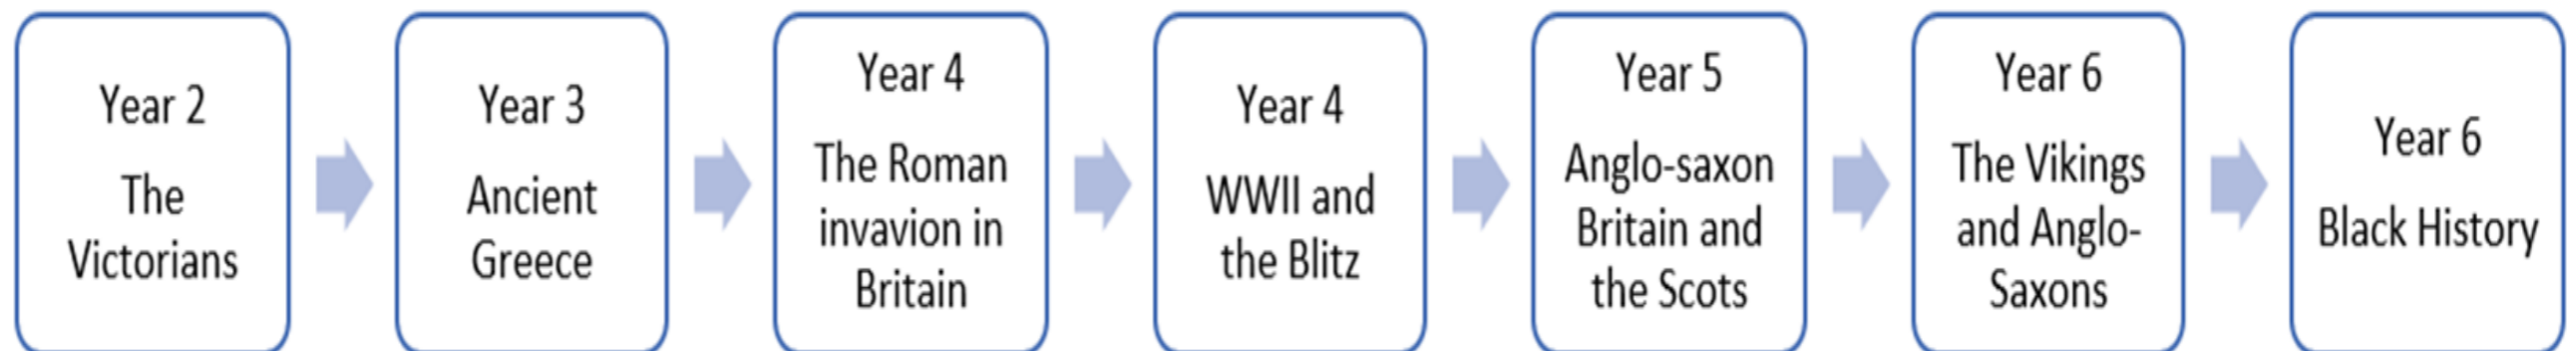 Year 2
The
Victorians
Year 3
Ancient
Greece
Year 4
The Roman
invavion in
Britain
Year 4
WWII and
the Blitz
Year 5
Anglo-saxon
Britain and
the Scots
Year 6
The Vikings
and Anglo-
Saxons
Year 6
Black History